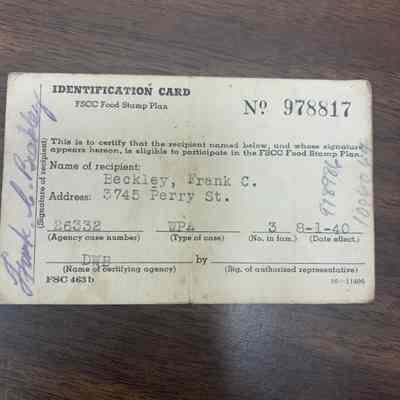 IDENTIFICATION CARD
FSCC Food Stamp Plan
No 978817
This is to certify that the recipient named below, and whose signature
appears hereon, is eligible to participate in the FSCC Food Stamp Plan.
Name of recipient:
Beckley, Frank C.
Address: 3745 Perry St.
26332 WPA 3 8-1-40
(Agency case number) (Type of case) (No. in fam.) (Date effect.)
DWB by
(Name of certifying agency) (Sig. of authorized representative)
FSC 463b
16—11406
Frank C. Beckley
(Signature of recipient)